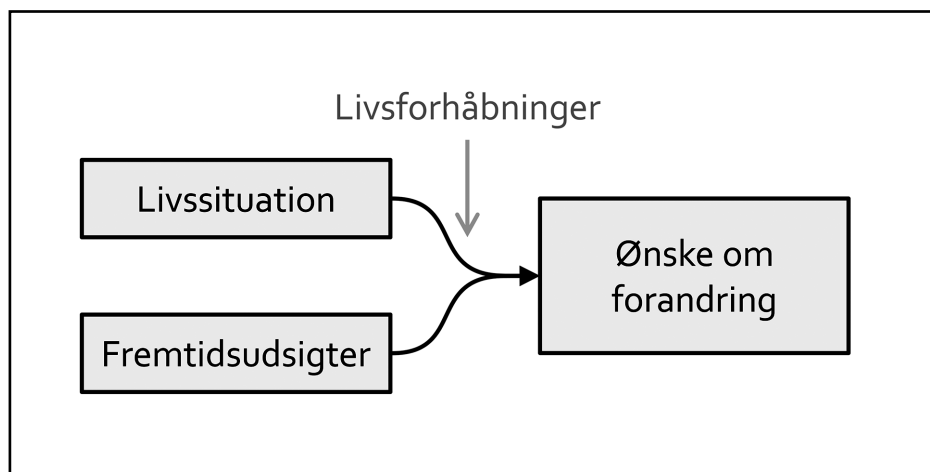 Livsforhåbninger
Livssituation
Ønske om
forandring
Fremtidsudsigter